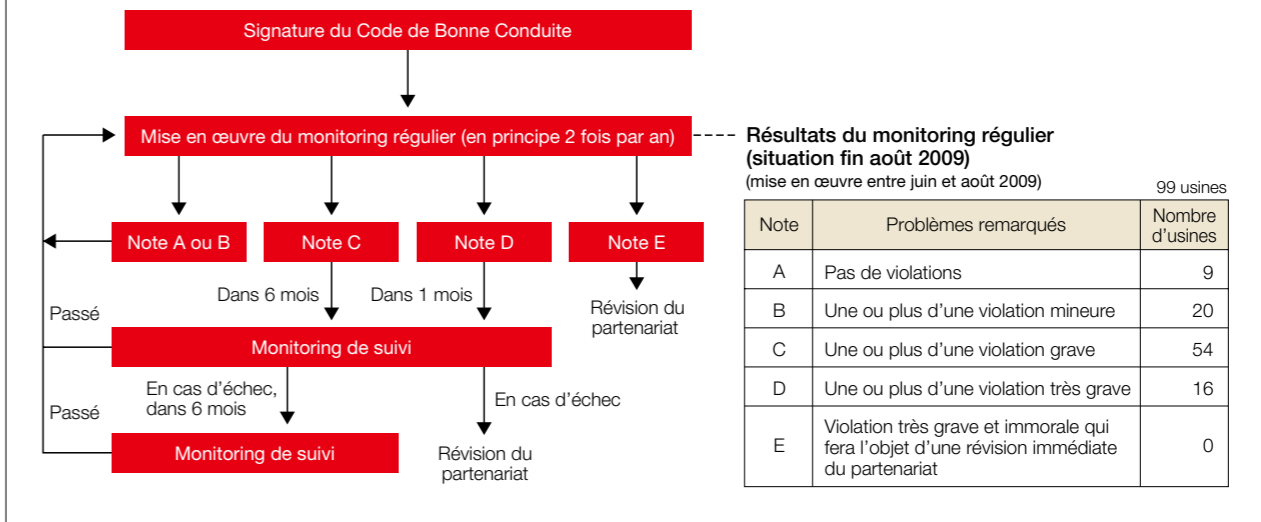 Signature du Code de Bonne Conduite
Mise en œuvre du monitoring régulier (en principe 2 fois par an)
Note A ou B
Note C
Note D
Note E
Dans 6 mois
Dans 1 mois
Révision du
partenariat
Passé
Monitoring de suivi
En cas d’échec,
dans 6 mois
En cas d’échec
Passé
Monitoring de suivi
Révision du
partenariat
Résultats du monitoring régulier
(situation fin août 2009)
(mise en œuvre entre juin et août 2009)
99 usines
Note Problèmes remarqués Nombre
d’usines
A Pas de violations 9
B Une ou plus d’une violation mineure 20
C Une ou plus d’une violation grave 54
D Une ou plus d’une violation très grave 16
Violation très grave et immorale qui
E fera l’objet d’une révision immédiate 0
du partenariat